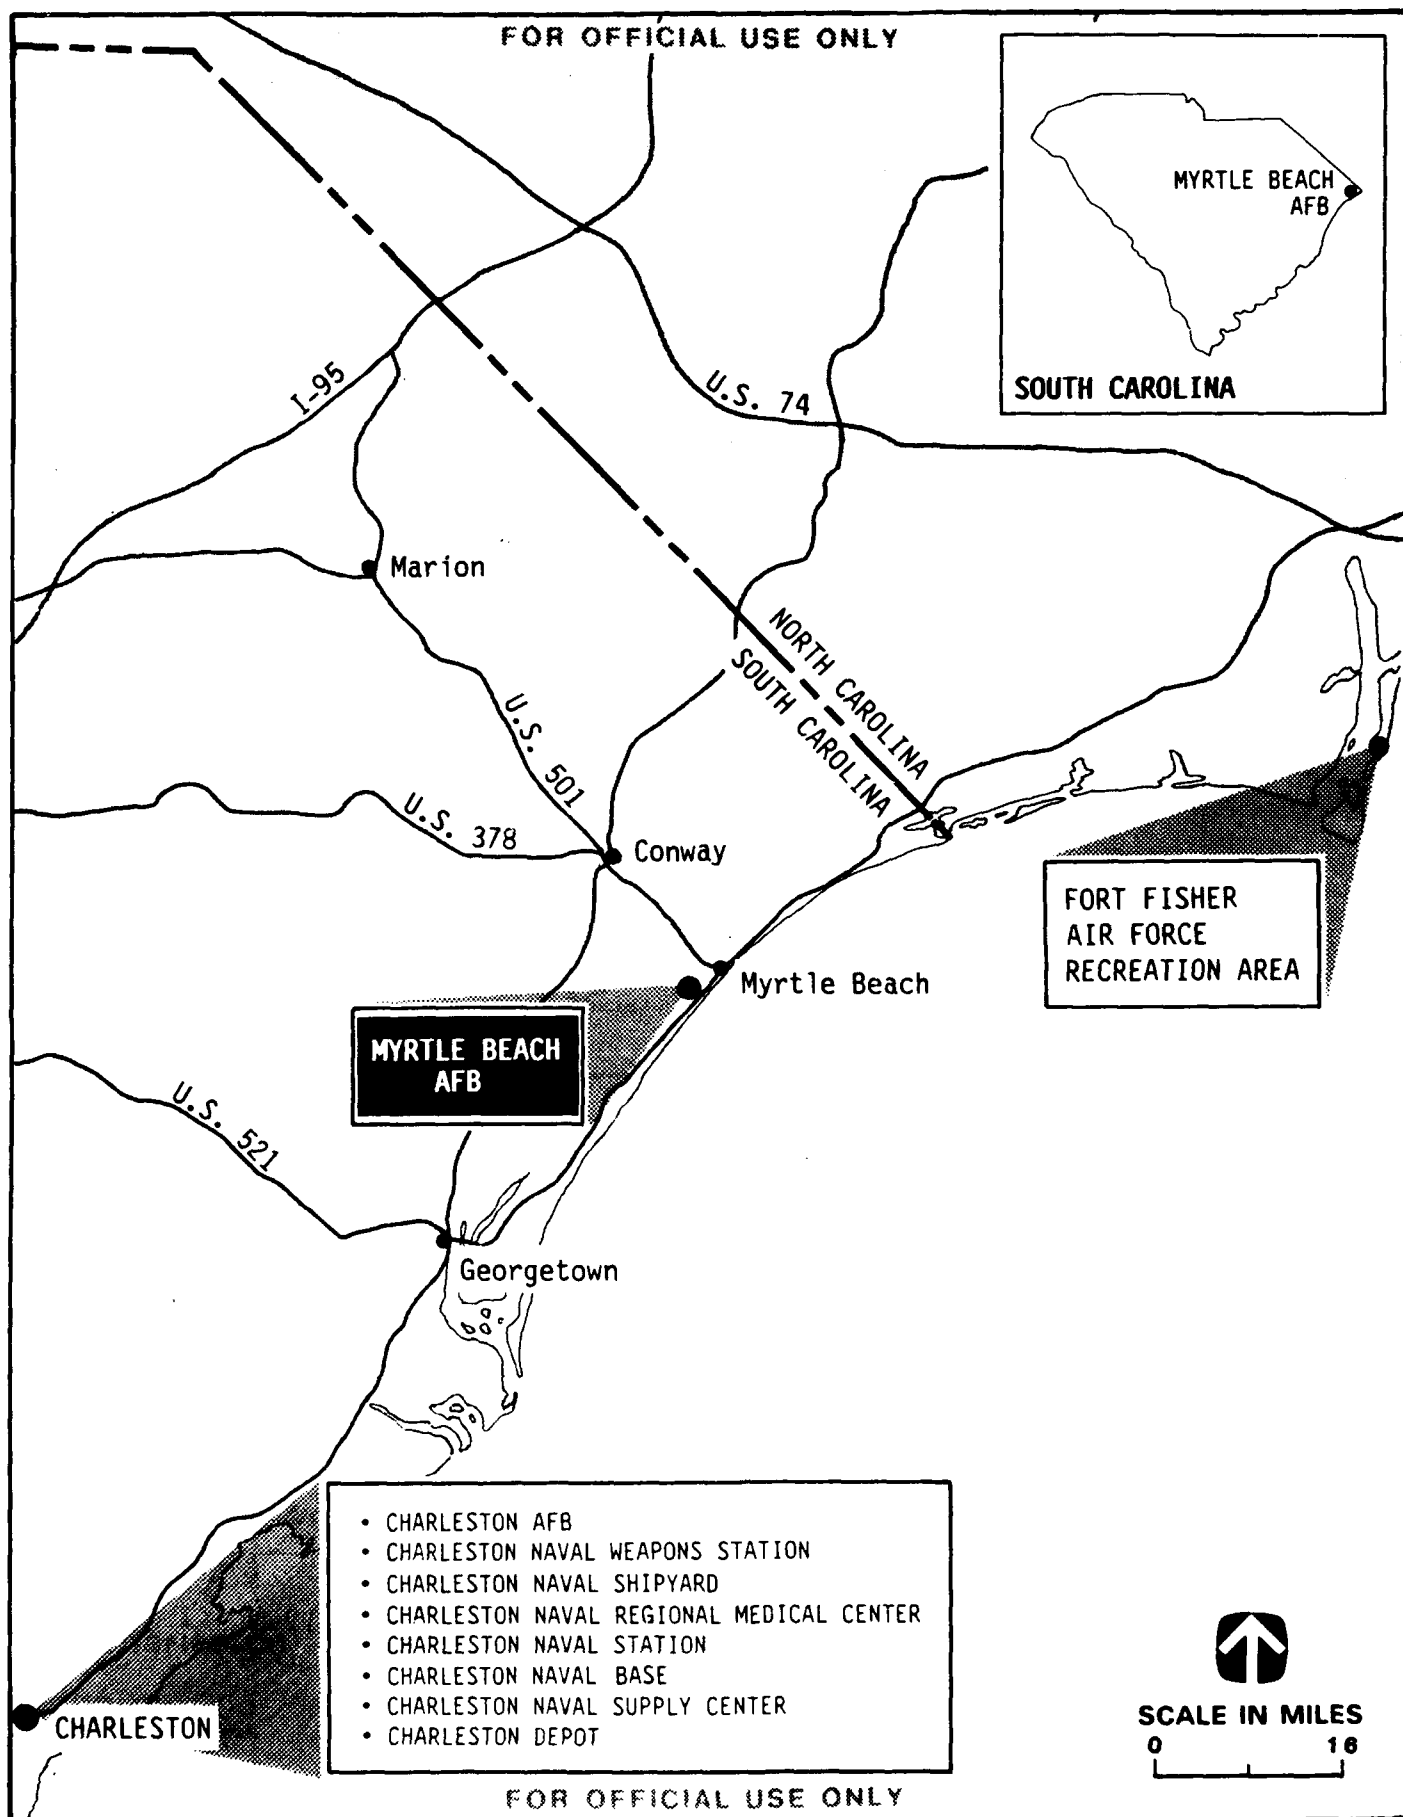 FOR OFFICIAL USE ONLY
MYRTLE BEACH
AFB
SOUTH CAROLINA
I-95
U.S. 74
Marion
NORTH CAROLINA
SOUTH CAROLINA
U.S. 501
U.S. 378
Conway
FORT FISHER
AIR FORCE
RECREATION AREA
Myrtle Beach
MYRTLE BEACH
AFB
U.S. 521
Georgetown
• CHARLESTON AFB
• CHARLESTON NAVAL WEAPONS STATION
• CHARLESTON NAVAL SHIPYARD
• CHARLESTON NAVAL REGIONAL MEDICAL CENTER
• CHARLESTON NAVAL STATION
• CHARLESTON NAVAL BASE
• CHARLESTON NAVAL SUPPLY CENTER
• CHARLESTON DEPOT
CHARLESTON
SCALE IN MILES
0 16
FOR OFFICIAL USE ONLY